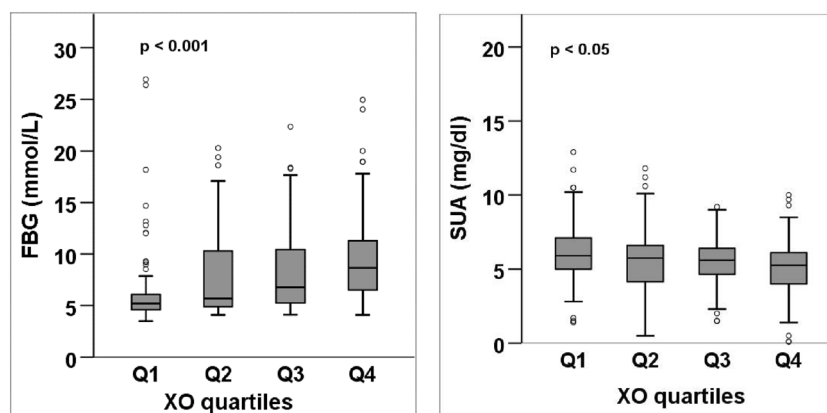 p < 0.001
FBG (mmol/L)
30
25
20
15
10
5
0
Q1 Q2 Q3 Q4
XO quartiles
p < 0.05
SUA (mg/dl)
20
15
10
5
0
Q1 Q2 Q3 Q4
XO quartiles